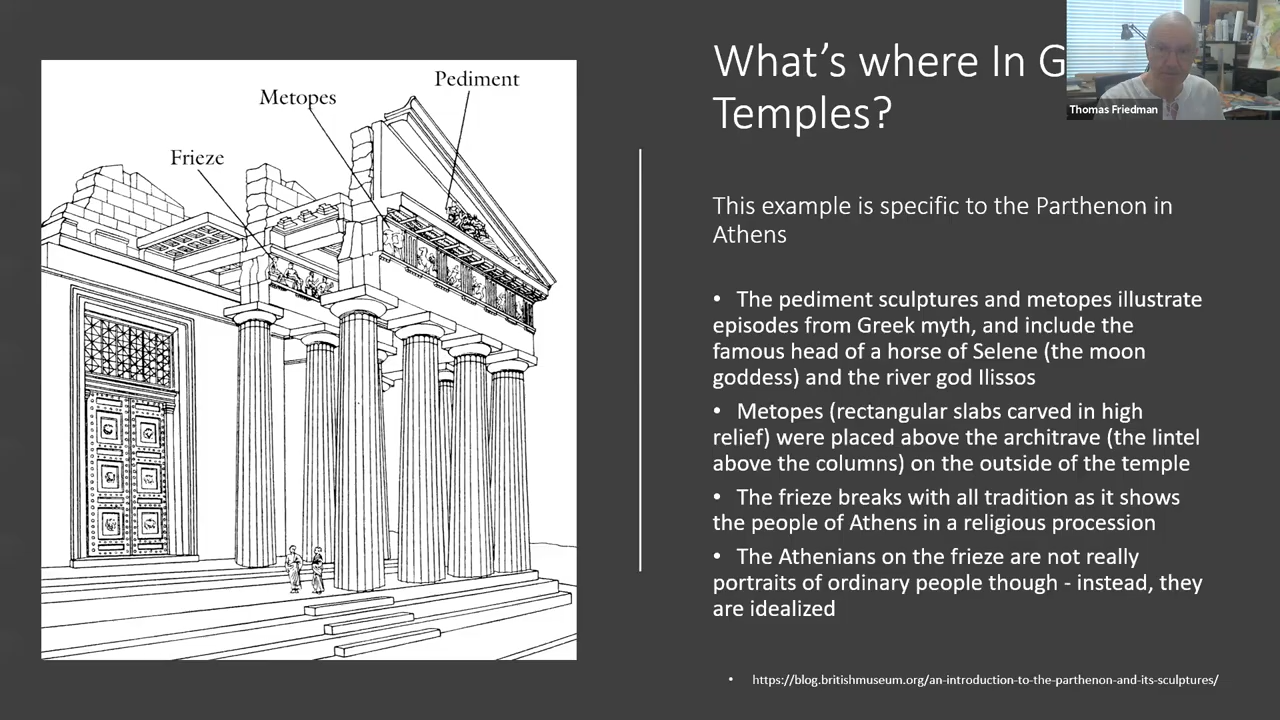 Pediment
Metopes
Frieze
What's where In G
Temples?
Thomas Friedman
This example is specific to the Parthenon in
Athens
• The pediment sculptures and metopes illustrate
episodes from Greek myth, and include the
famous head of a horse of Selene (the moon
goddess) and the river god Ilissos
• Metopes (rectangular slabs carved in high
relief) were placed above the architrave (the lintel
above the columns) on the outside of the temple
• The frieze breaks with all tradition as it shows
the people of Athens in a religious procession
• The Athenians on the frieze are not really
portraits of ordinary people though - instead, they
are idealized
• https://blog.britishmuseum.org/an-introduction-to-the-parthenon-and-its-sculptures/